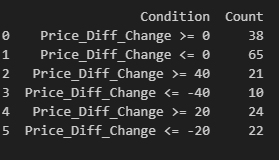 Condition Count
0 Price_Diff_Change >= 0 38
1 Price_Diff_Change <= 0 65
2 Price_Diff_Change >= 40 21
3 Price_Diff_Change <= -40 10
4 Price_Diff_Change >= 20 24
5 Price_Diff_Change <= -20 22